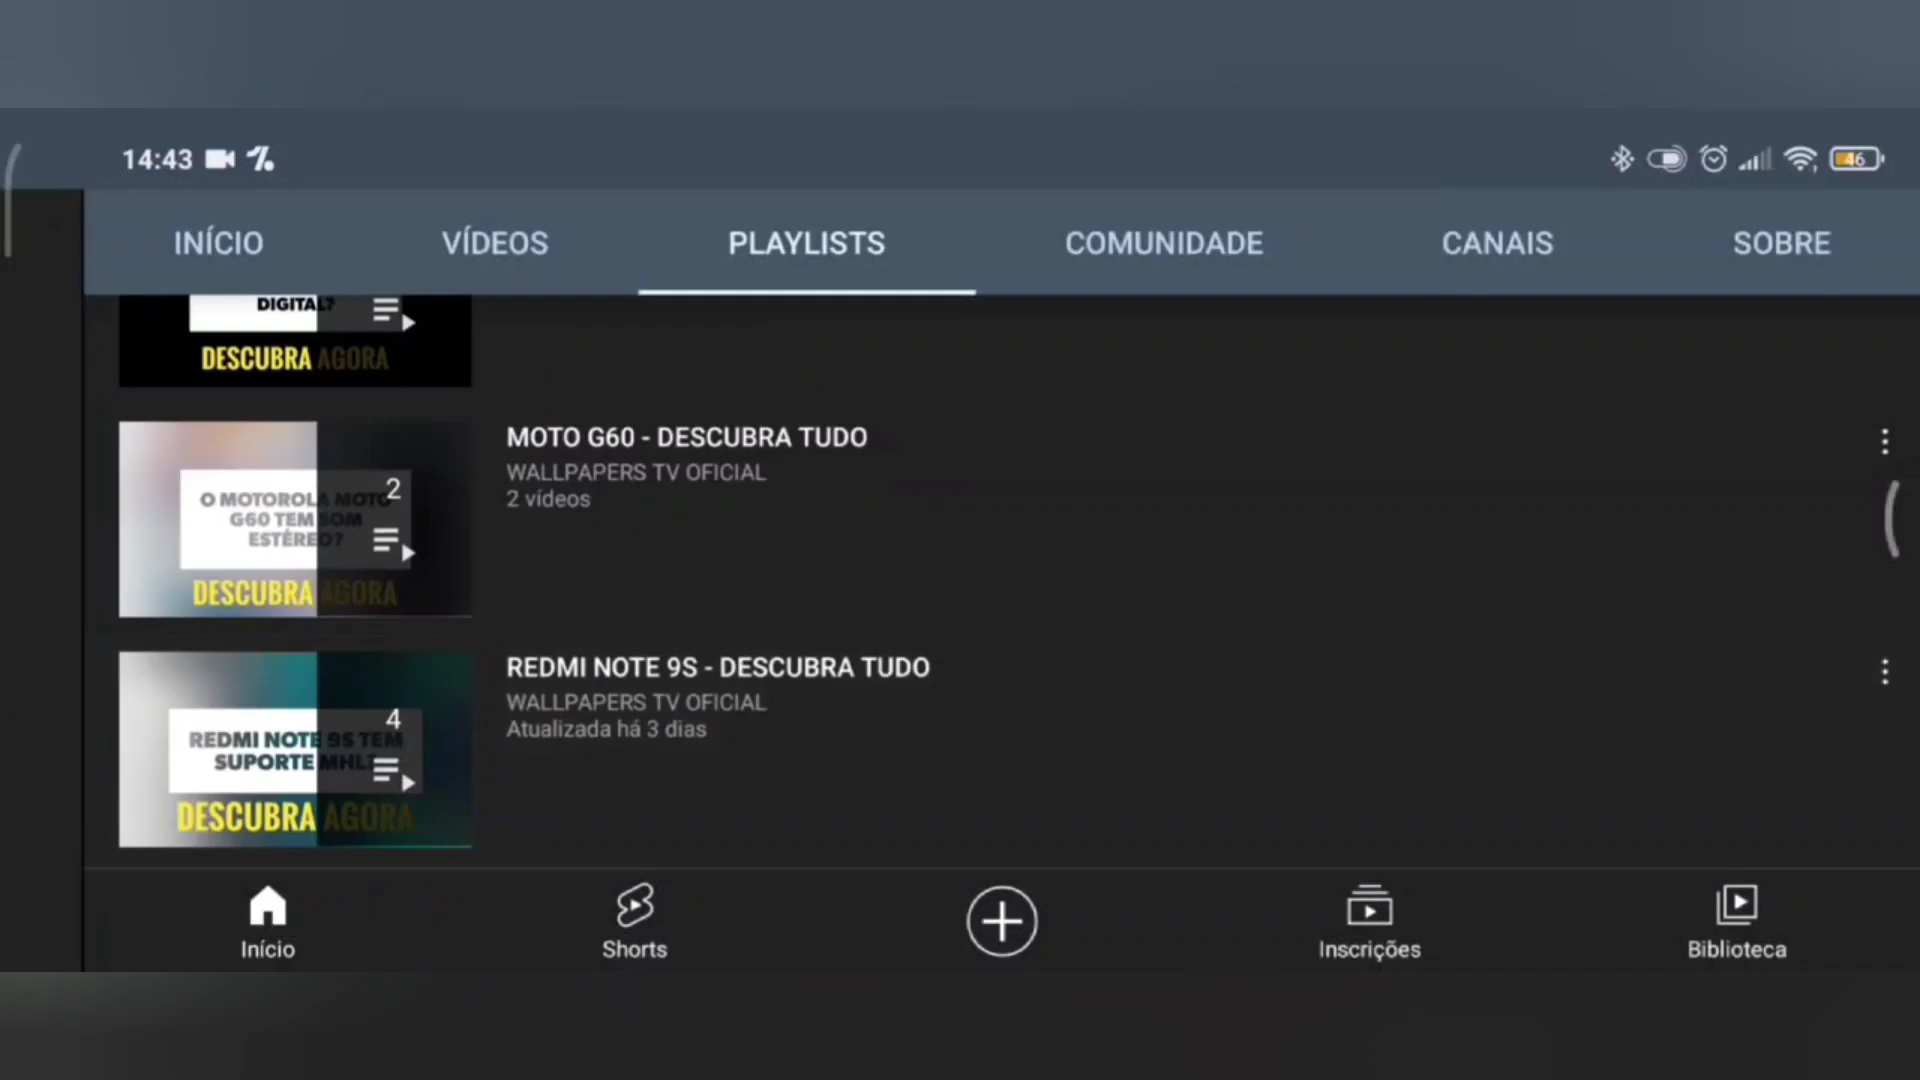 14:43
46
INÍCIO VÍDEOS PLAYLISTS COMUNIDADE CANAIS SOBRE
DIGITAL?
DESCUBRA AGORA
MOTO G60 - DESCUBRA TUDO
WALLPAPERS TV OFICIAL
2 vídeos
2
O MOTOROLA MOTO
G60 TEM SOM
ESTÉREO?
DESCUBRA AGORA
REDMI NOTE 9S - DESCUBRA TUDO
WALLPAPERS TV OFICIAL
Atualizada há 3 dias
4
REDMI NOTE 9S TEM
SUPORTE MHL?
DESCUBRA AGORA
Início Shorts Inscrições Biblioteca